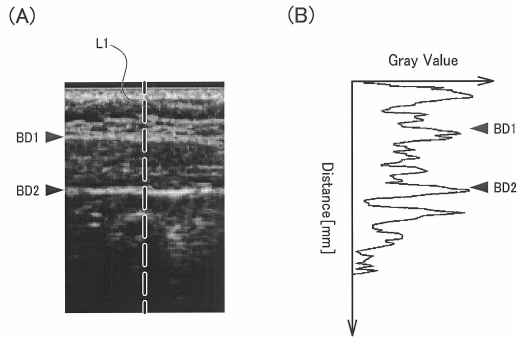 (A)
L1
BD1
BD2
(B)
Gray Value
BD1
BD2
Distance[mm]